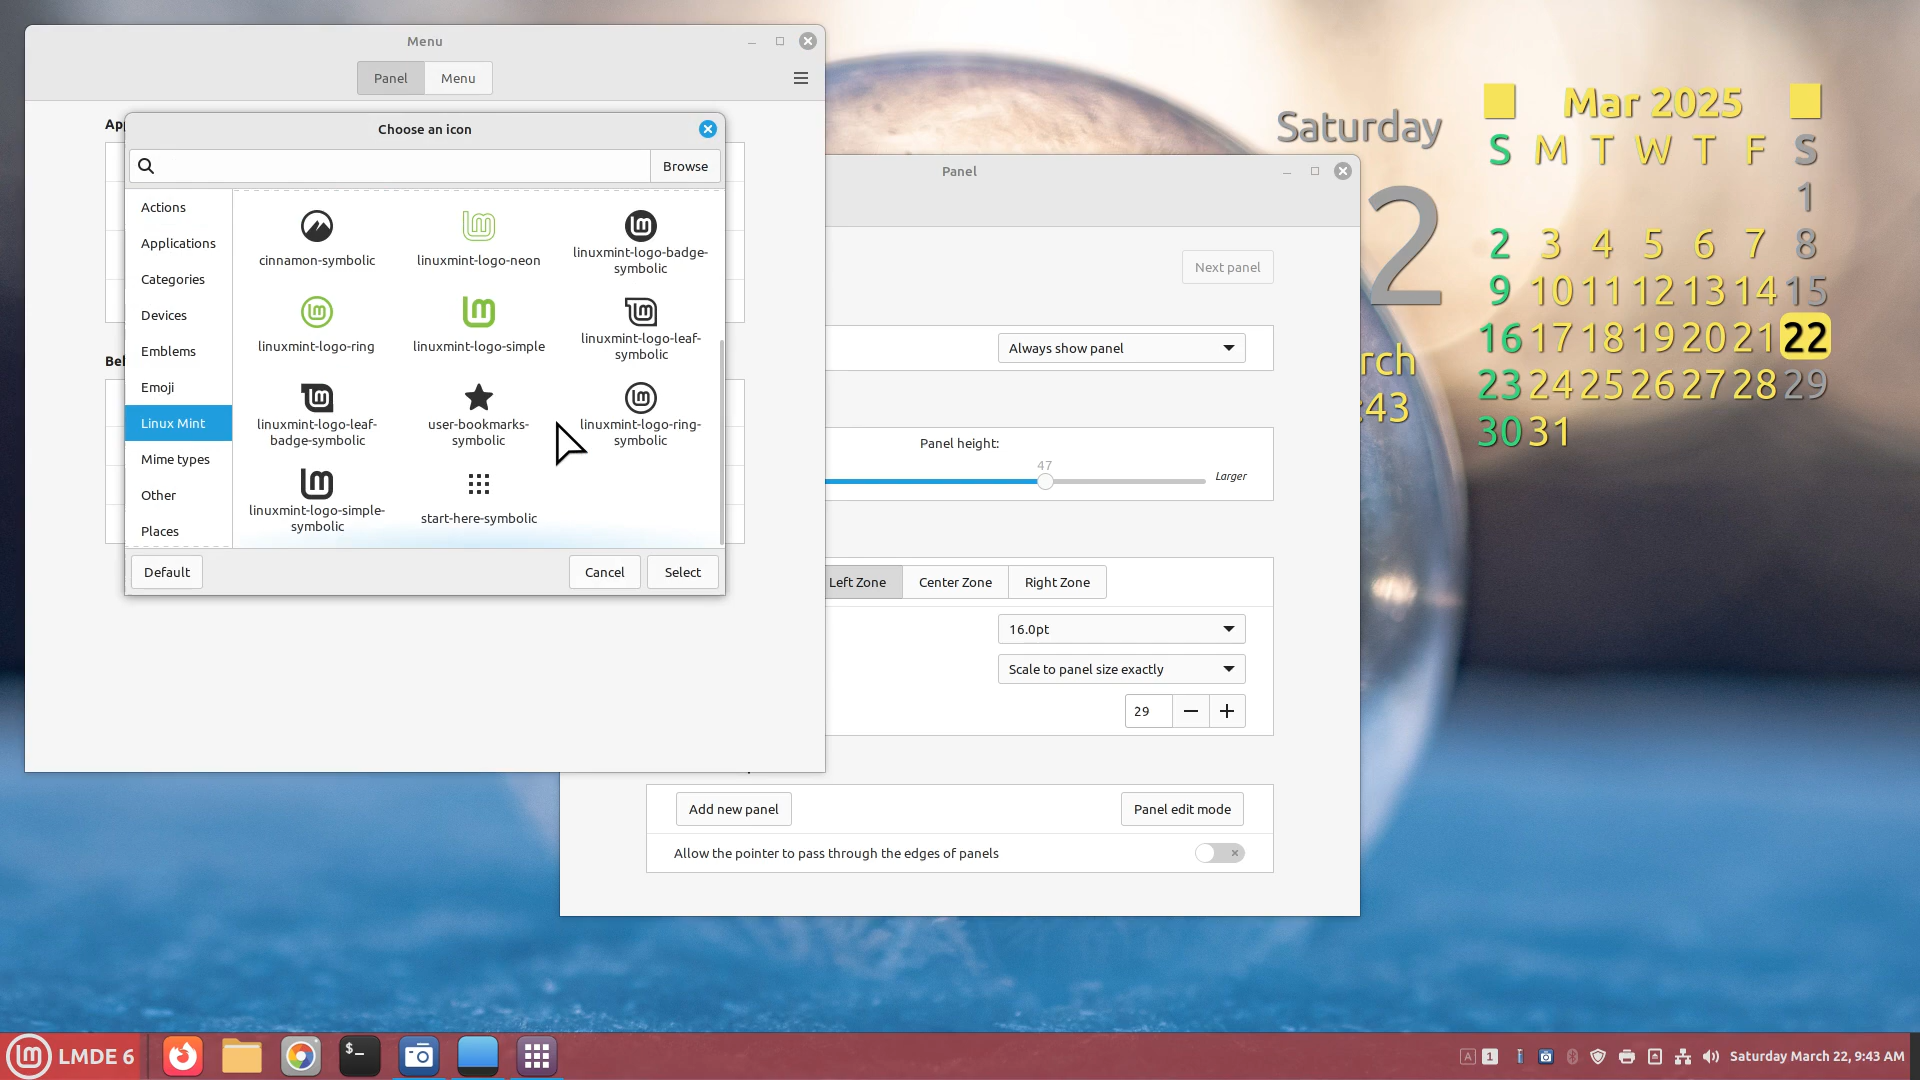 Menu
Panel
Menu
Choose an icon
Browse
Actions
Applications
Categories
Devices
Emblems
Emoji
Linux Mint
Mime types
Other
Places
cinnamon-symbolic
linuxmint-logo-neon
linuxmint-logo-badge-
symbolic
linuxmint-logo-ring
linuxmint-logo-simple
linuxmint-logo-leaf-
symbolic
linuxmint-logo-leaf-
badge-symbolic
user-bookmarks-
symbolic
linuxmint-logo-ring-
symbolic
linuxmint-logo-simple-
symbolic
start-here-symbolic
Default
Cancel
Select
Panel
Next panel
Always show panel
Panel height:
47
Larger
Left Zone
Center Zone
Right Zone
16.0pt
Scale to panel size exactly
29
Add new panel
Panel edit mode
Allow the pointer to pass through the edges of panels
Saturday
2
rch
:43
Mar 2025
S M T W T F S
1
2 3 4 5 6 7 8
9 10 11 12 13 14 15
16 17 18 19 20 21 22
23 24 25 26 27 28 29
30 31
LMDE 6
$_
A
1
Saturday March 22, 9:43 AM